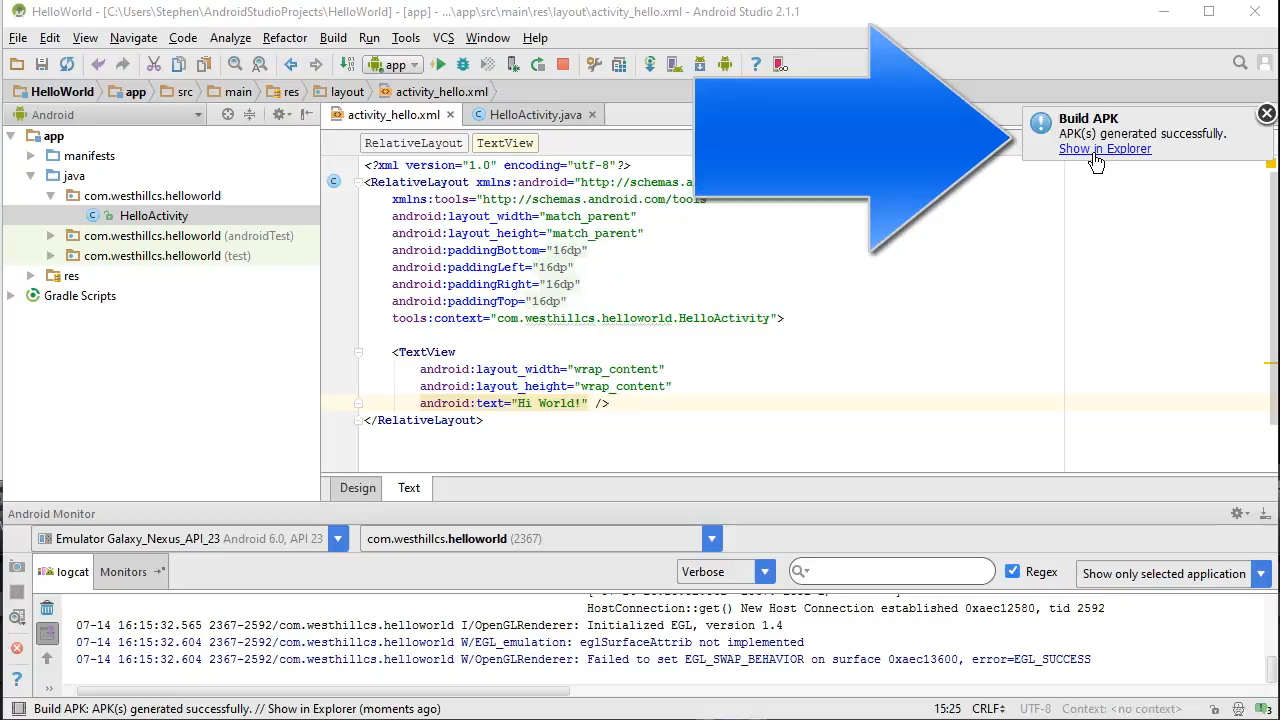 HelloWorld - [C:\Users\Stephen\AndroidStudioProjects\HelloWorld] - [app] - ...\app\src\main\res\layout\activity_hello.xml - Android Studio 2.1.1
File Edit View Navigate Code Analyze Refactor Build Run Tools VCS Window Help
app
HelloWorld app src main res layout activity_hello.xml
Android
activity_hello.xml HelloActivity.java
Build APK
APK(s) generated successfully.
Show in Explorer
app
manifests
java
com.westhillcs.helloworld
HelloActivity
com.westhillcs.helloworld (androidTest)
com.westhillcs.helloworld (test)
res
Gradle Scripts
RelativeLayout TextView
<?xml version="1.0" encoding="utf-8"?>
<RelativeLayout xmlns:android="http://schemas.a
xmlns:tools="http://schemas.android.com/tools"
android:layout_width="match_parent"
android:layout_height="match_parent"
android:paddingBottom="16dp"
android:paddingLeft="16dp"
android:paddingRight="16dp"
android:paddingTop="16dp"
tools:context="com.westhillcs.helloworld.HelloActivity">
<TextView
android:layout_width="wrap_content"
android:layout_height="wrap_content"
android:text="Hi World!" />
</RelativeLayout>
Design Text
Android Monitor
Emulator Galaxy_Nexus_API_23 Android 6.0, API 23
com.westhillcs.helloworld (2367)
logcat Monitors
Verbose
Regex
Show only selected application
HostConnection::get() New Host Connection established 0xaec12580, tid 2592
07-14 16:15:32.565 2367-2592/com.westhillcs.helloworld I/OpenGLRenderer: Initialized EGL, version 1.4
07-14 16:15:32.604 2367-2592/com.westhillcs.helloworld W/EGL_emulation: eglSurfaceAttrib not implemented
07-14 16:15:32.604 2367-2592/com.westhillcs.helloworld W/OpenGLRenderer: Failed to set EGL_SWAP_BEHAVIOR on surface 0xaec13600, error=EGL_SUCCESS
Build APK: APK(s) generated successfully. // Show in Explorer (moments ago)
15:25 CRLF UTF-8 Context: <no context>
3